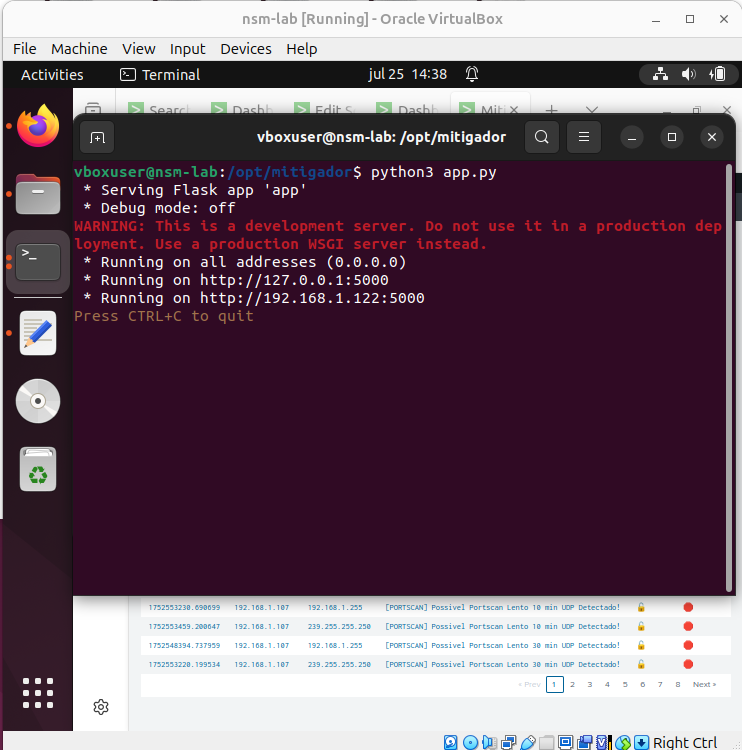 nsm-lab [Running] - Oracle VirtualBox
File Machine View Input Devices Help
Activities Terminal jul 25 14:38
Search Dashb Edit S Dashb Miti
vboxuser@nsm-lab: /opt/mitigador
vboxuser@nsm-lab:/opt/mitigador$ python3 app.py
* Serving Flask app 'app'
* Debug mode: off
WARNING: This is a development server. Do not use it in a production dep
loyment. Use a production WSGI server instead.
* Running on all addresses (0.0.0.0)
* Running on http://127.0.0.1:5000
* Running on http://192.168.1.122:5000
Press CTRL+C to quit
1752553230.690699 192.168.1.107 192.168.1.255 [PORTSCAN] Possivel Portscan Lento 10 min UDP Detectado!
1752553459.200647 192.168.1.107 239.255.255.250 [PORTSCAN] Possivel Portscan Lento 10 min UDP Detectado!
1752548394.737959 192.168.1.107 192.168.1.255 [PORTSCAN] Possivel Portscan Lento 30 min UDP Detectado!
1752553220.199534 192.168.1.107 239.255.255.250 [PORTSCAN] Possivel Portscan Lento 30 min UDP Detectado!
« Prev 1 2 3 4 5 6 7 8 Next »
Right Ctrl